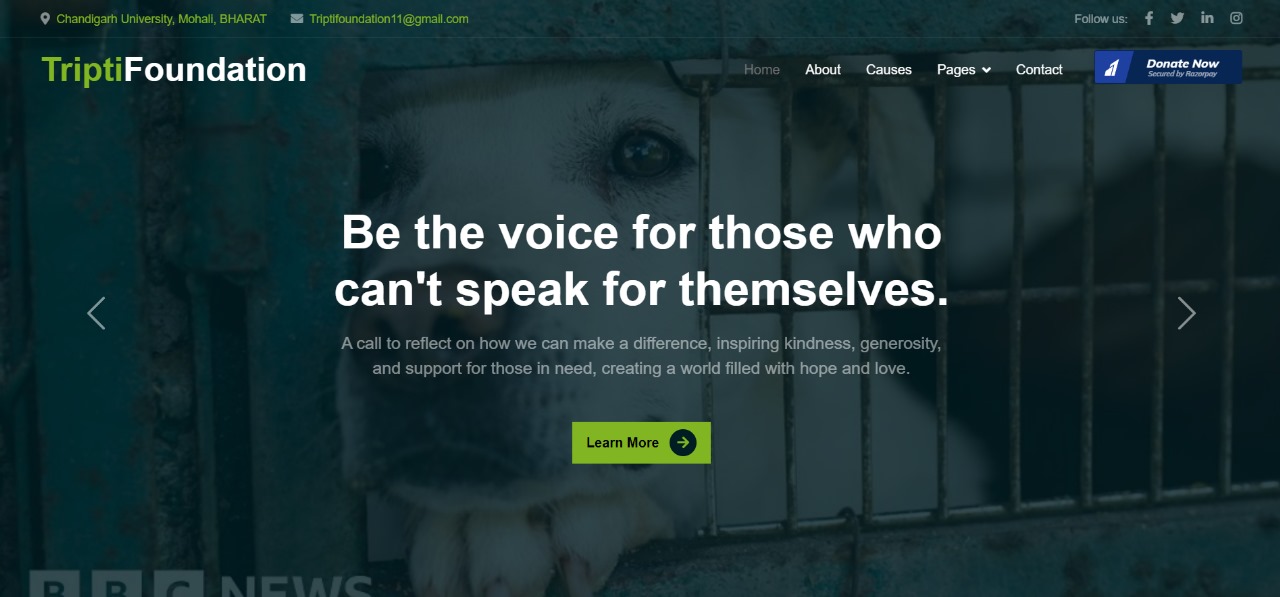 Chandigarh University, Mohali, BHARAT Triptifoundation11@gmail.com Follow us:
TriptiFoundation Home About Causes Pages Contact Donate Now
Secured by Razorpay
Be the voice for those who
can't speak for themselves.
A call to reflect on how we can make a difference, inspiring kindness, generosity,
and support for those in need, creating a world filled with hope and love.
Learn More
BBC NEWS